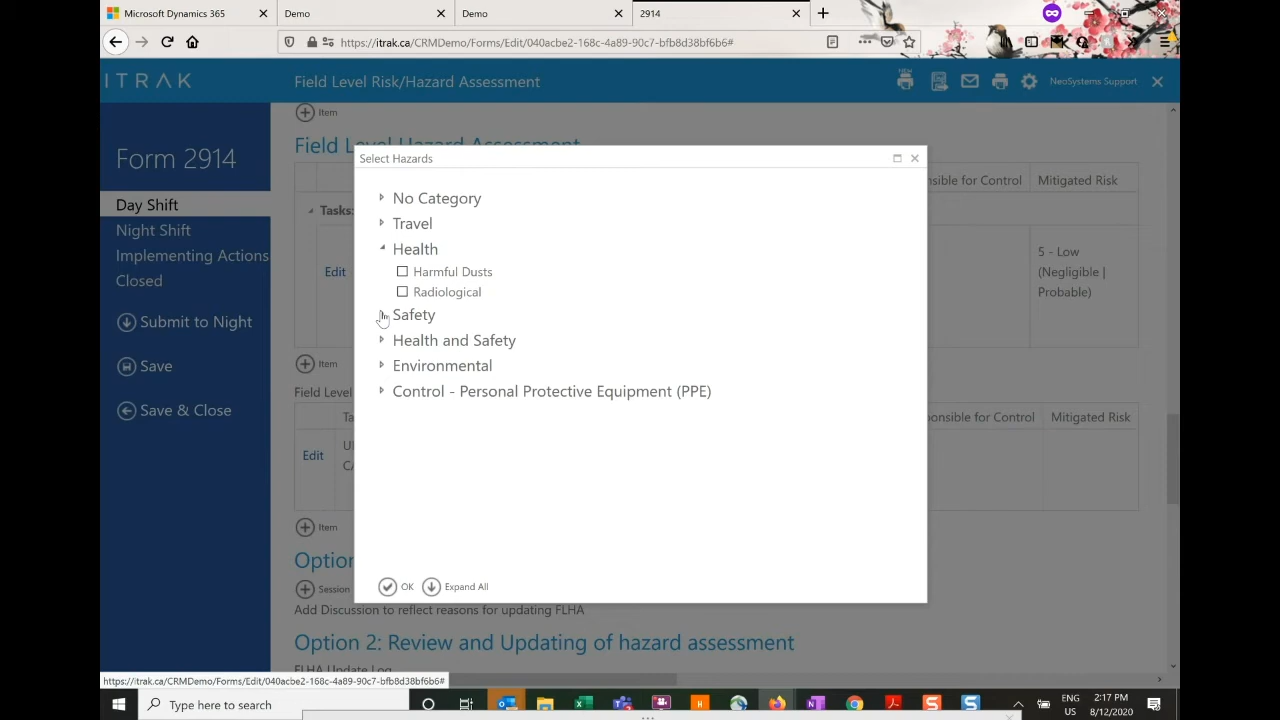 Microsoft Dynamics 365
Demo
Demo
2914
https://itrak.ca/CRMDemo/Forms/Edit/040acbe2-168c-4a89-90c7-bfb8d38bf6b6#
ITRAK
Field Level Risk/Hazard Assessment
NEW
NeoSystems Support
Item
Form 2914
Field Level Hazard Assessment
Select Hazards
nsible for Control
Mitigated Risk
Day Shift
Night Shift
Implementing Actions
Closed
Submit to Night
Save
Save & Close
Tasks:
Edit
5 - Low
(Negligible |
Probable)
No Category
Travel
Health
Harmful Dusts
Radiological
Safety
Health and Safety
Environmental
Control - Personal Protective Equipment (PPE)
Item
Field Level
Ta
ponsible for Control
Mitigated Risk
Edit
Item
OK
Expand All
Option
Session
Add Discussion to reflect reasons for updating FLHA
Option 2: Review and Updating of hazard assessment
FLHA Update Log
https://itrak.ca/CRMDemo/Forms/Edit/040acbe2-168c-4a89-90c7-bfb8d38bf6b6#
Type here to search
ENG
US
2:17 PM
8/12/2020